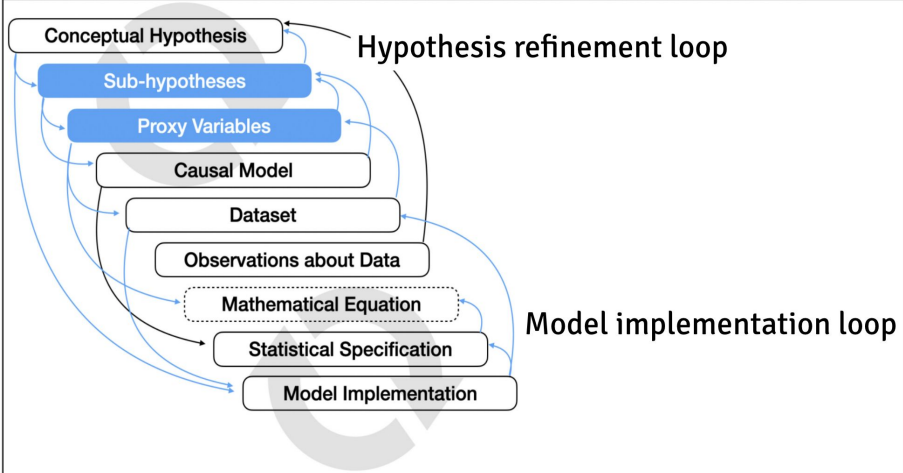 Conceptual Hypothesis
Hypothesis refinement loop
Sub-hypotheses
Proxy Variables
Causal Model
Dataset
Observations about Data
Mathematical Equation
Model implementation loop
Statistical Specification
Model Implementation